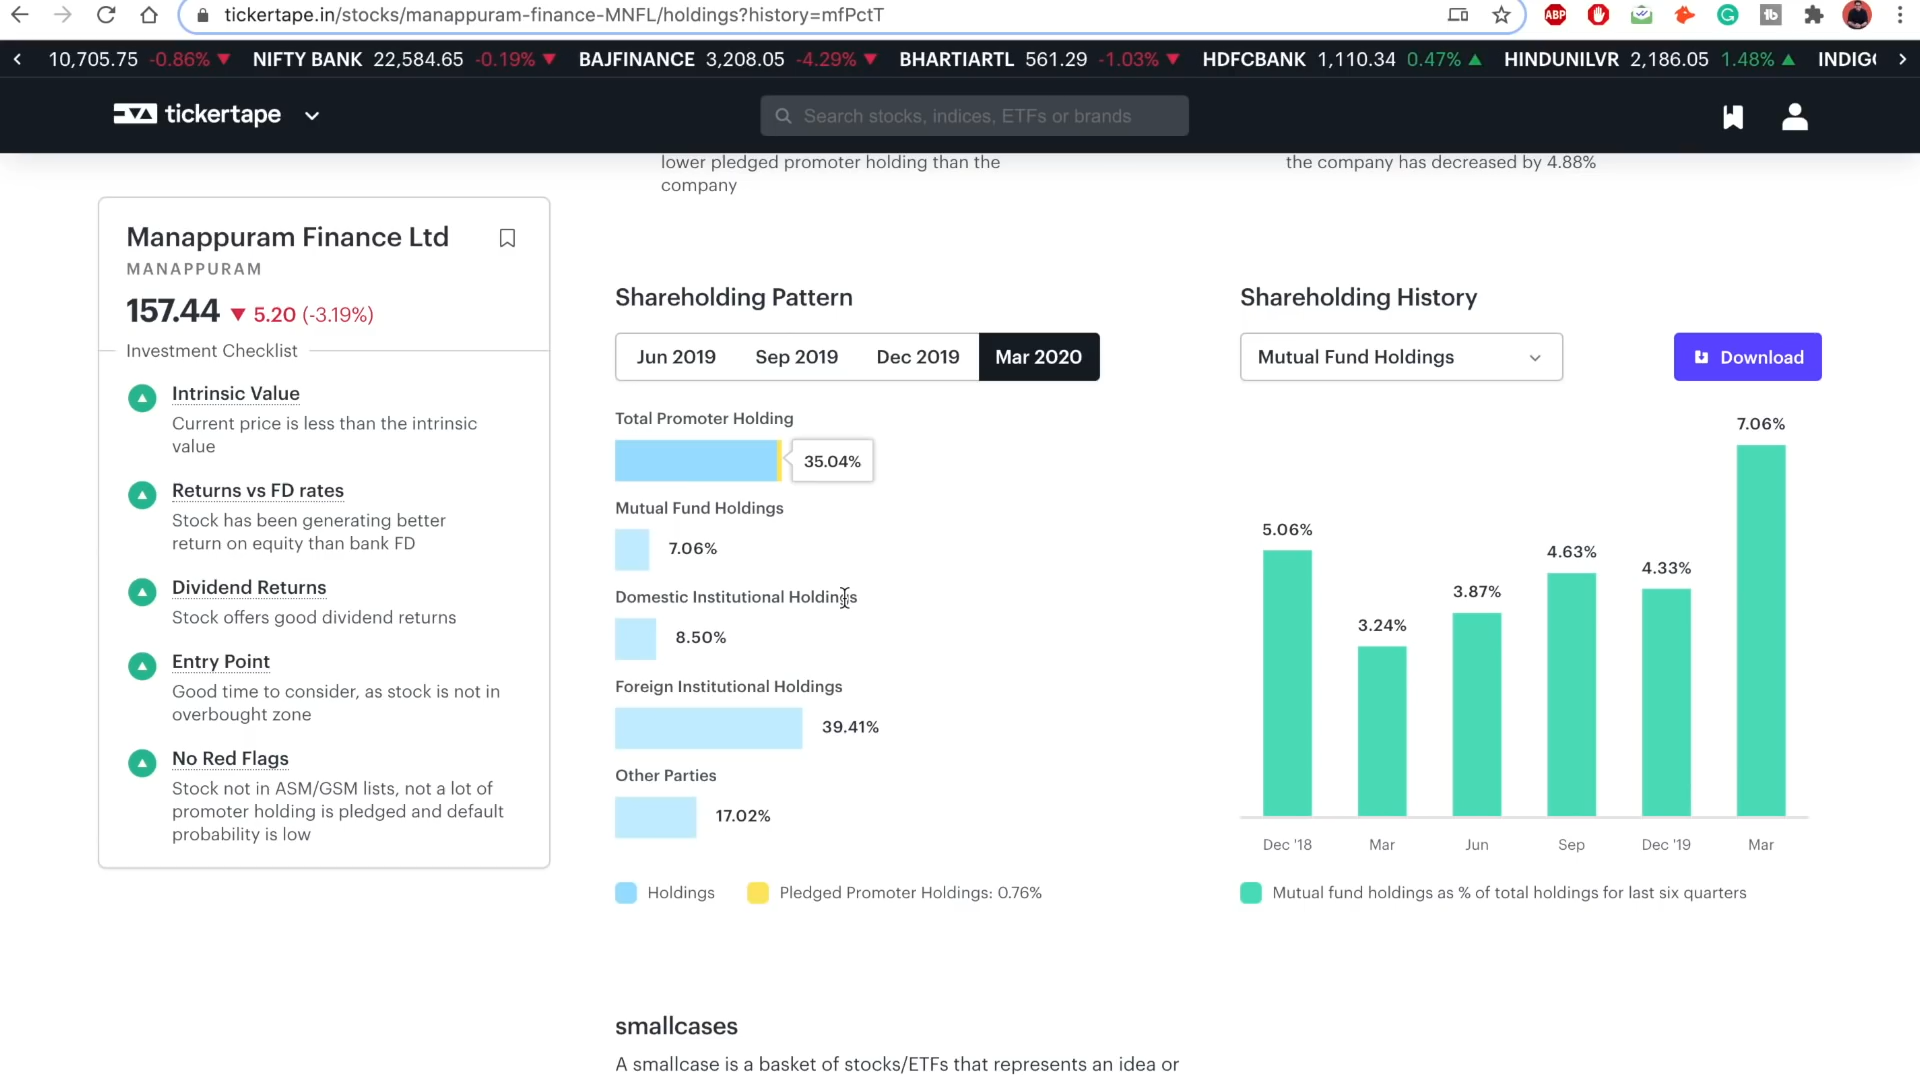 tickertape.in/stocks/manappuram-finance-MNFL/holdings?history=mfPctT
ABP
tb
10,705.75 -0.86% NIFTY BANK 22,584.65 -0.19% BAJFINANCE 3,208.05 -4.29% BHARTIARTL 561.29 -1.03% HDFCBANK 1,110.34 0.47% HINDUNILVR 2,186.05 1.48%
tickertape
Search stocks, indices, ETFs or brands
lower pledged promoter holding than the
company
the company has decreased by 4.88%
Manappuram Finance Ltd
MANAPPURAM
157.44 5.20 (-3.19%)
Investment Checklist
Intrinsic Value
Current price is less than the intrinsic
value
Returns vs FD rates
Stock has been generating better
return on equity than bank FD
Dividend Returns
Stock offers good dividend returns
Entry Point
Good time to consider, as stock is not in
overbought zone
No Red Flags
Stock not in ASM/GSM lists, not a lot of
promoter holding is pledged and default
probability is low
Shareholding Pattern
Jun 2019 Sep 2019 Dec 2019 Mar 2020
Total Promoter Holding
35.04%
Mutual Fund Holdings
7.06%
Domestic Institutional Holdings
8.50%
Foreign Institutional Holdings
39.41%
Other Parties
17.02%
Holdings Pledged Promoter Holdings: 0.76%
Shareholding History
Mutual Fund Holdings
Download
5.06% 3.24% 3.87% 4.63% 4.33% 7.06%
Dec '18 Mar Jun Sep Dec '19 Mar
Mutual fund holdings as % of total holdings for last six quarters
smallcases
A smallcase is a basket of stocks/ETFs that represents an idea or